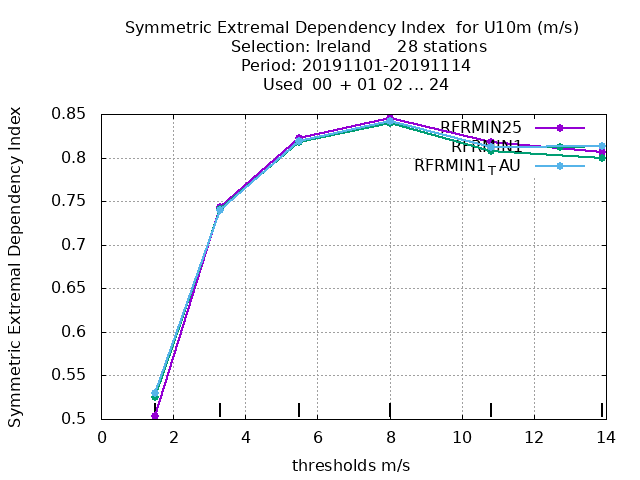 Symmetric Extremal Dependency Index for U10m (m/s)
Selection: Ireland 28 stations
Period: 20191101-20191114
Used 00 + 01 02 ... 24
Symmetric Extremal Dependency Index
0.85
0.8
0.75
0.7
0.65
0.6
0.55
0.5
RFRMIN25
RFRMIN1
RFRMIN1TAU
0 2 4 6 8 10 12 14
thresholds m/s